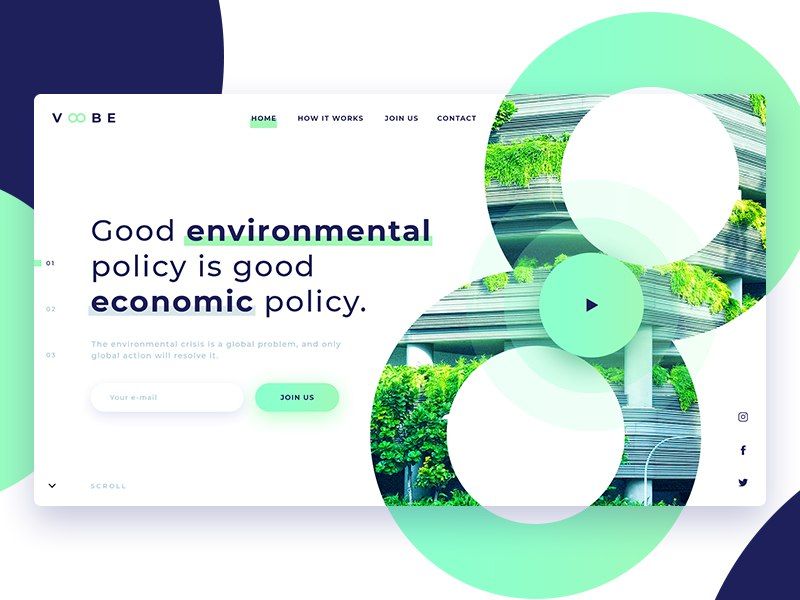 VOOBE
HOME HOW IT WORKS JOIN US CONTACT
Good environmental
policy is good
economic policy.
01
02
03
The environmental crisis is a global problem, and only
global action will resolve it.
Your e-mail
JOIN US
SCROLL